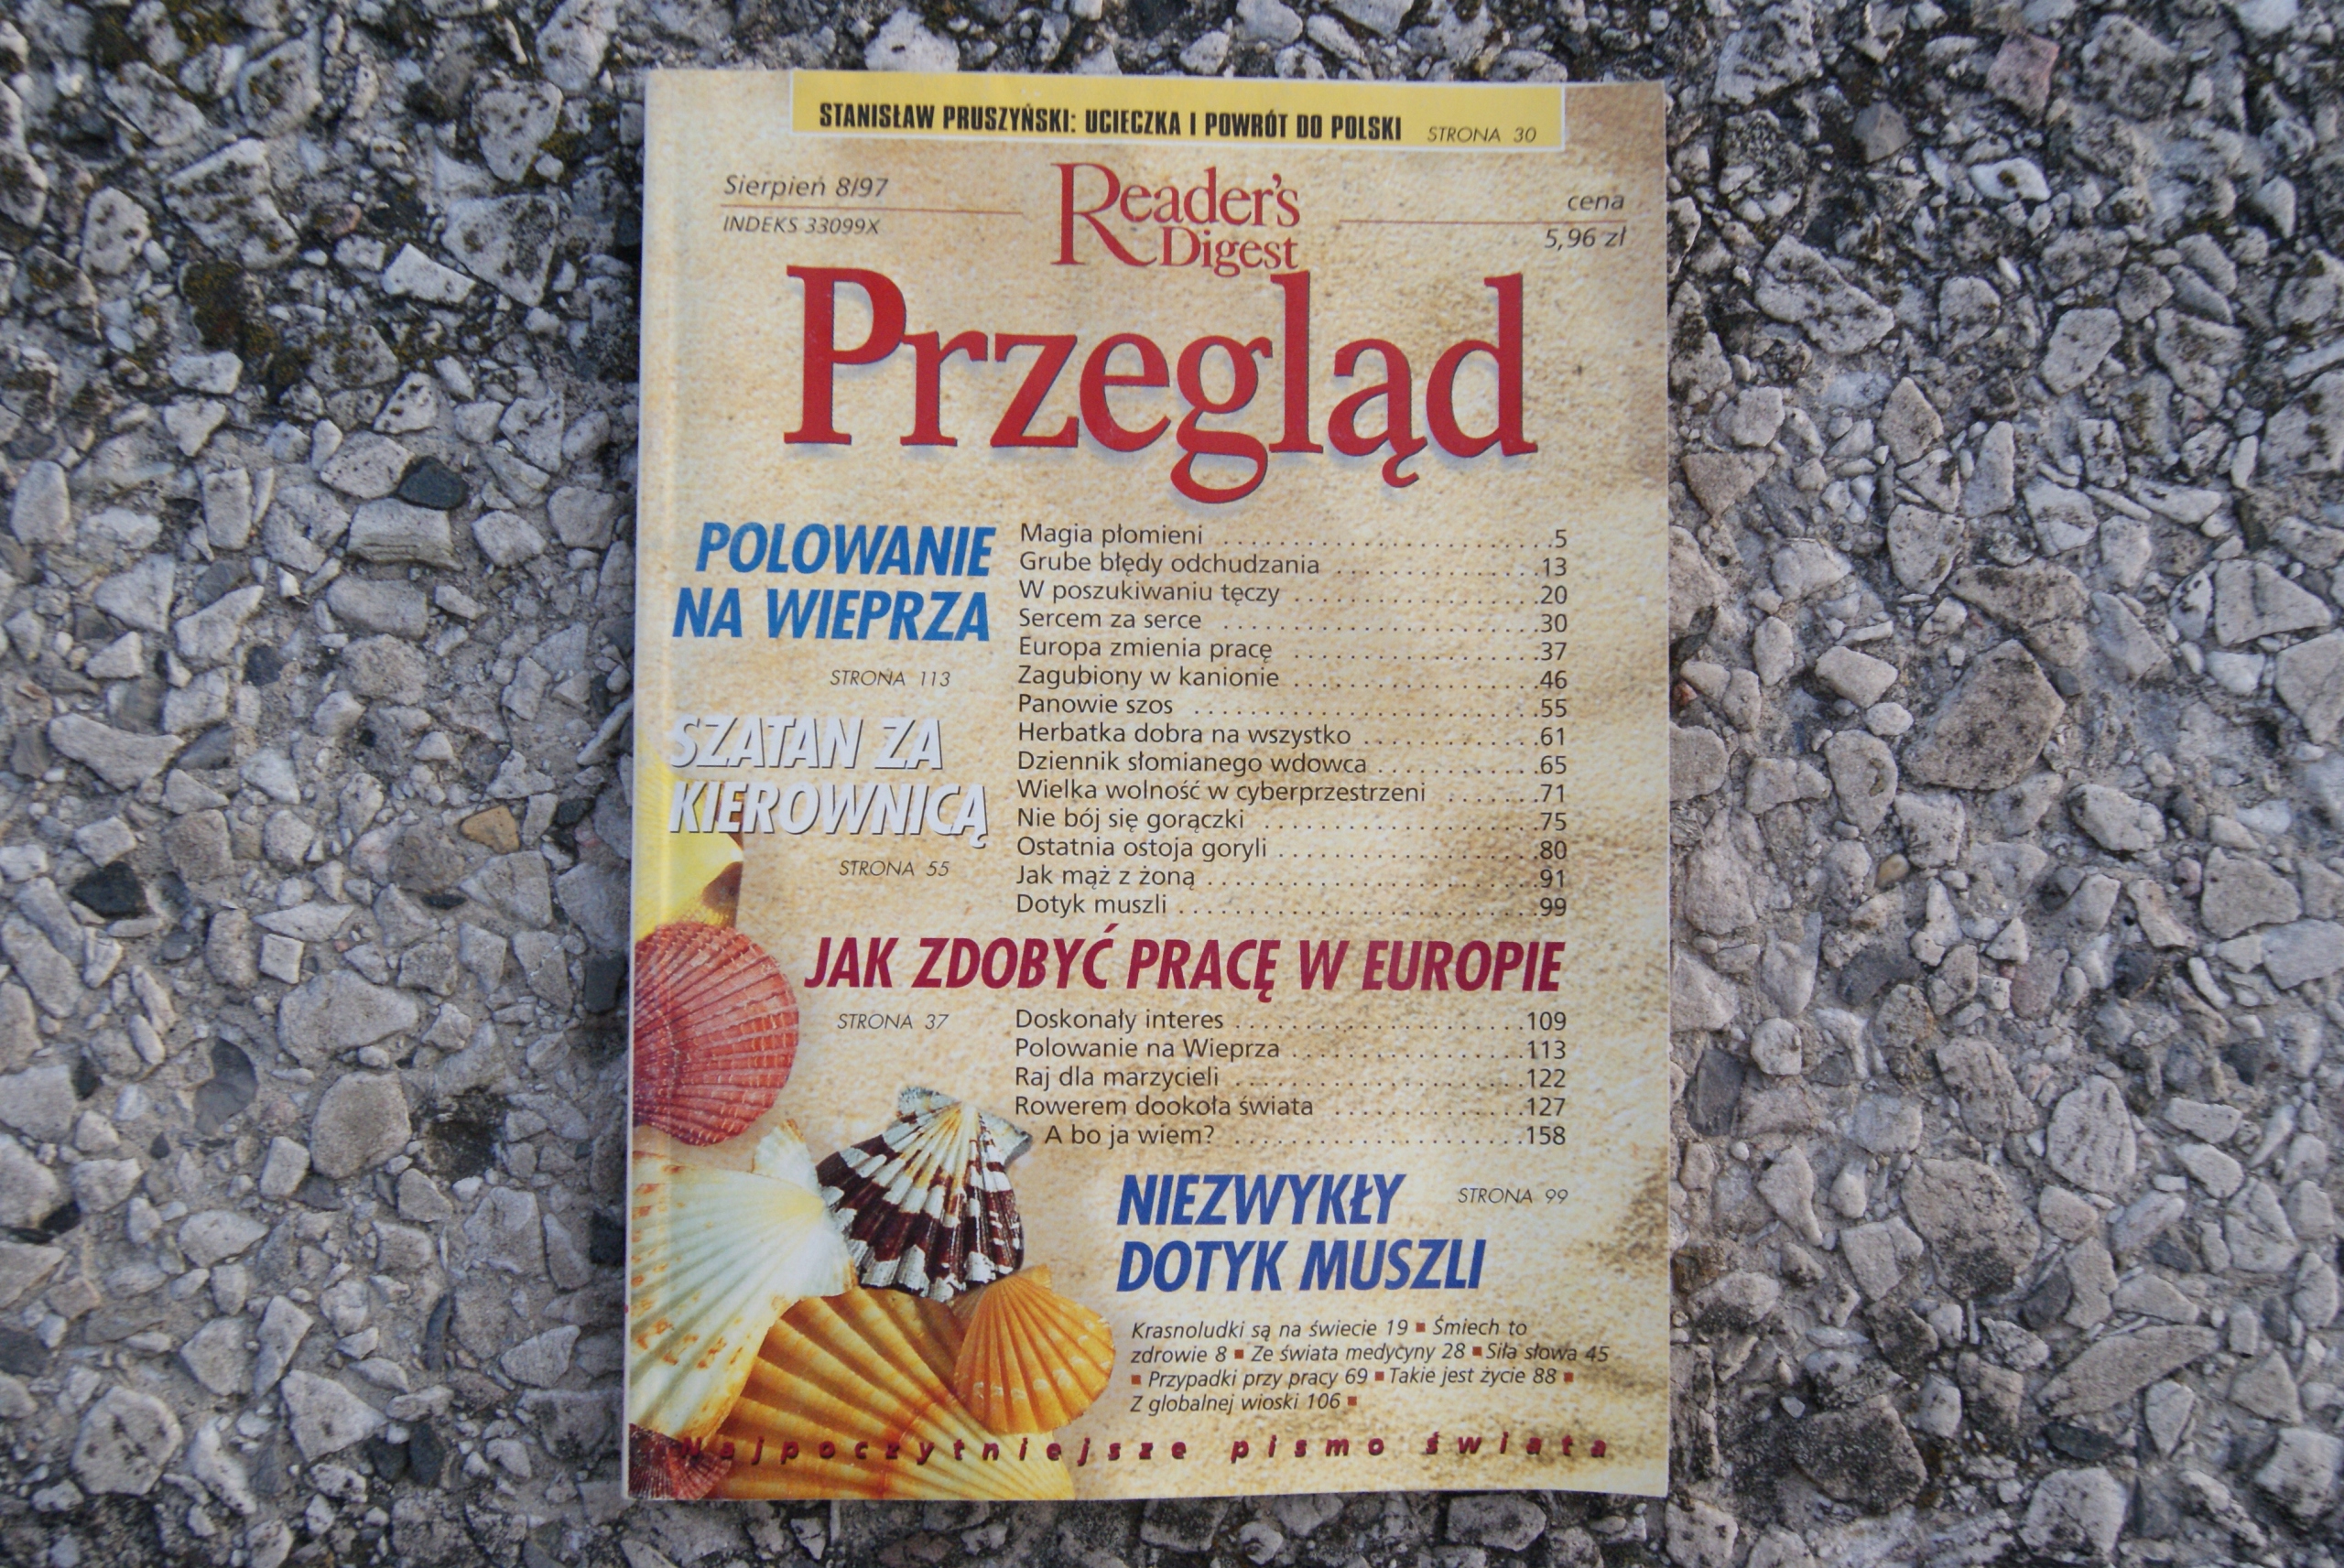 STANISŁAW PRUSZYŃSKI: UCIECZKA I POWRÓT DO POLSKI STRONA 30
Sierpień 8/97
INDEKS 33099X
Reader's
Digest
cena
5,96 zł
Przegląd
POLOWANIE
NA WIEPRZA
STRONA 113
SZATAN ZA
KIEROWNICĄ
STRONA 55
Magia płomieni 5
Grube błędy odchudzania 13
W poszukiwaniu tęczy 20
Sercem za serce 30
Europa zmienia pracę 37
Zagubiony w kanionie 46
Panowie szos 55
Herbatka dobra na wszystko 61
Dziennik słomianego wdowca 65
Wielka wolność w cyberprzestrzeni 71
Nie bój się gorączki 75
Ostatnia ostoja goryli 80
Jak mąż z żoną 91
Dotyk muszli 99
JAK ZDOBYĆ PRACĘ W EUROPIE
STRONA 37
Doskonały interes 109
Polowanie na Wieprza 113
Raj dla marzycieli 122
Rowerem dookoła świata 127
A bo ja wiem? 158
NIEZWYKŁY STRONA 99
DOTYK MUSZLI
Krasnoludki są na świecie 19 ■ Śmiech to
zdrowie 8 ■ Ze świata medycyny 28 ■ Siła słowa 45
■ Przypadki przy pracy 69 ■ Takie jest życie 88 ■
Z globalnej wioski 106 ■
Najpoczytniejsze pismo świata